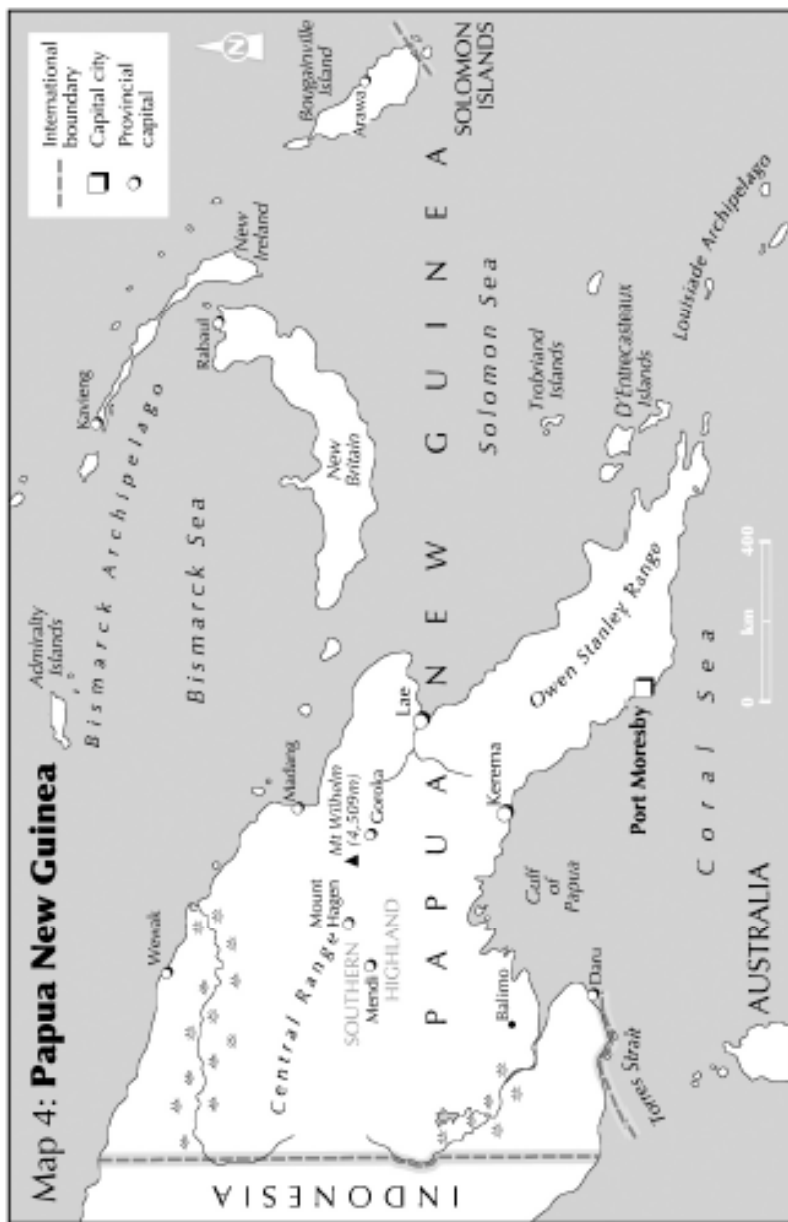 Map 4: Papua New Guinea
International
boundary
Capital city
Provincial
capital
N
Admiralty
Islands
Kavieng
New
Ireland
Bismarck Archipelago
Bismarck Sea
Rabaul
New
Britain
Bougainville
Island
Arawa
SOLOMON
ISLANDS
Wewak
Madang
Mt Wilhelm
(4,509m)
Goroka
Mount
Hagen
Central Range
SOUTHERN
HIGHLAND
Mendi
Lae
PAPUA NEW GUINEA
Solomon Sea
INDONESIA
Balimo
Kerema
Gulf
of
Papua
Daru
Torres Strait
AUSTRALIA
Owen Stanley Range
Port Moresby
Coral Sea
Trobriand
Islands
D'Entrecasteaux
Islands
Louisiade Archipelago
0 km 400